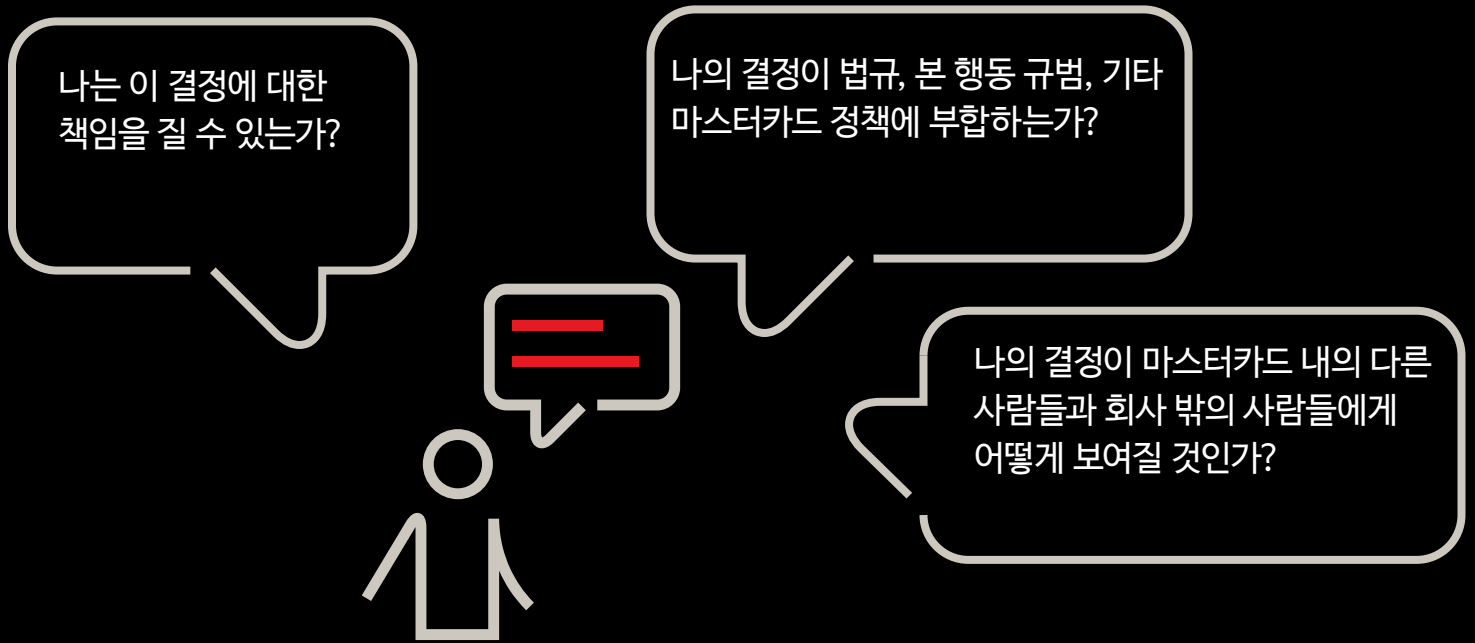 나는 이 결정에 대한
책임을 질 수 있는가?
나의 결정이 법규, 본 행동 규범, 기타
마스터카드 정책에 부합하는가?
나의 결정이 마스터카드 내의 다른
사람들과 회사 밖의 사람들에게
어떻게 보여질 것인가?